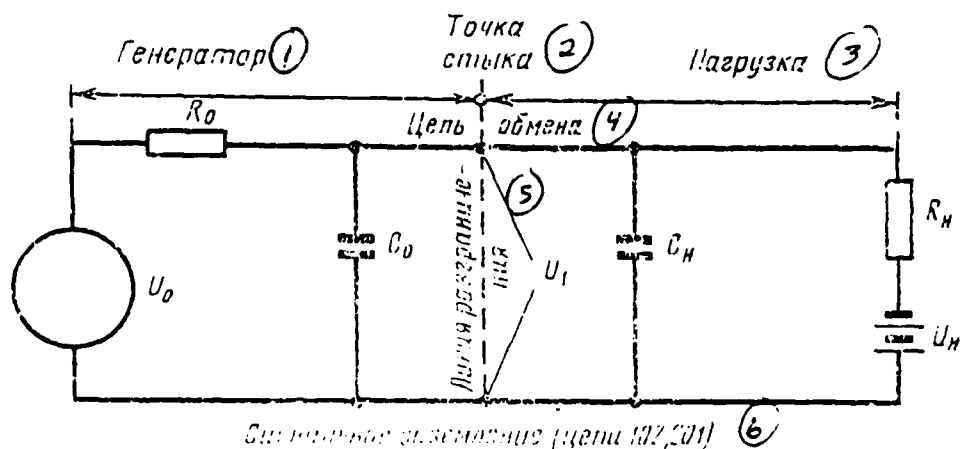 Генератор 1
Точка
стыка 2
Нагрузка 3
R₀
Цепь обмена 4
Линия разграничения
5
U₀
C₀
U₁
Cн
Rн
Uн
Сигнальное заземление (цепи 102,201) 6